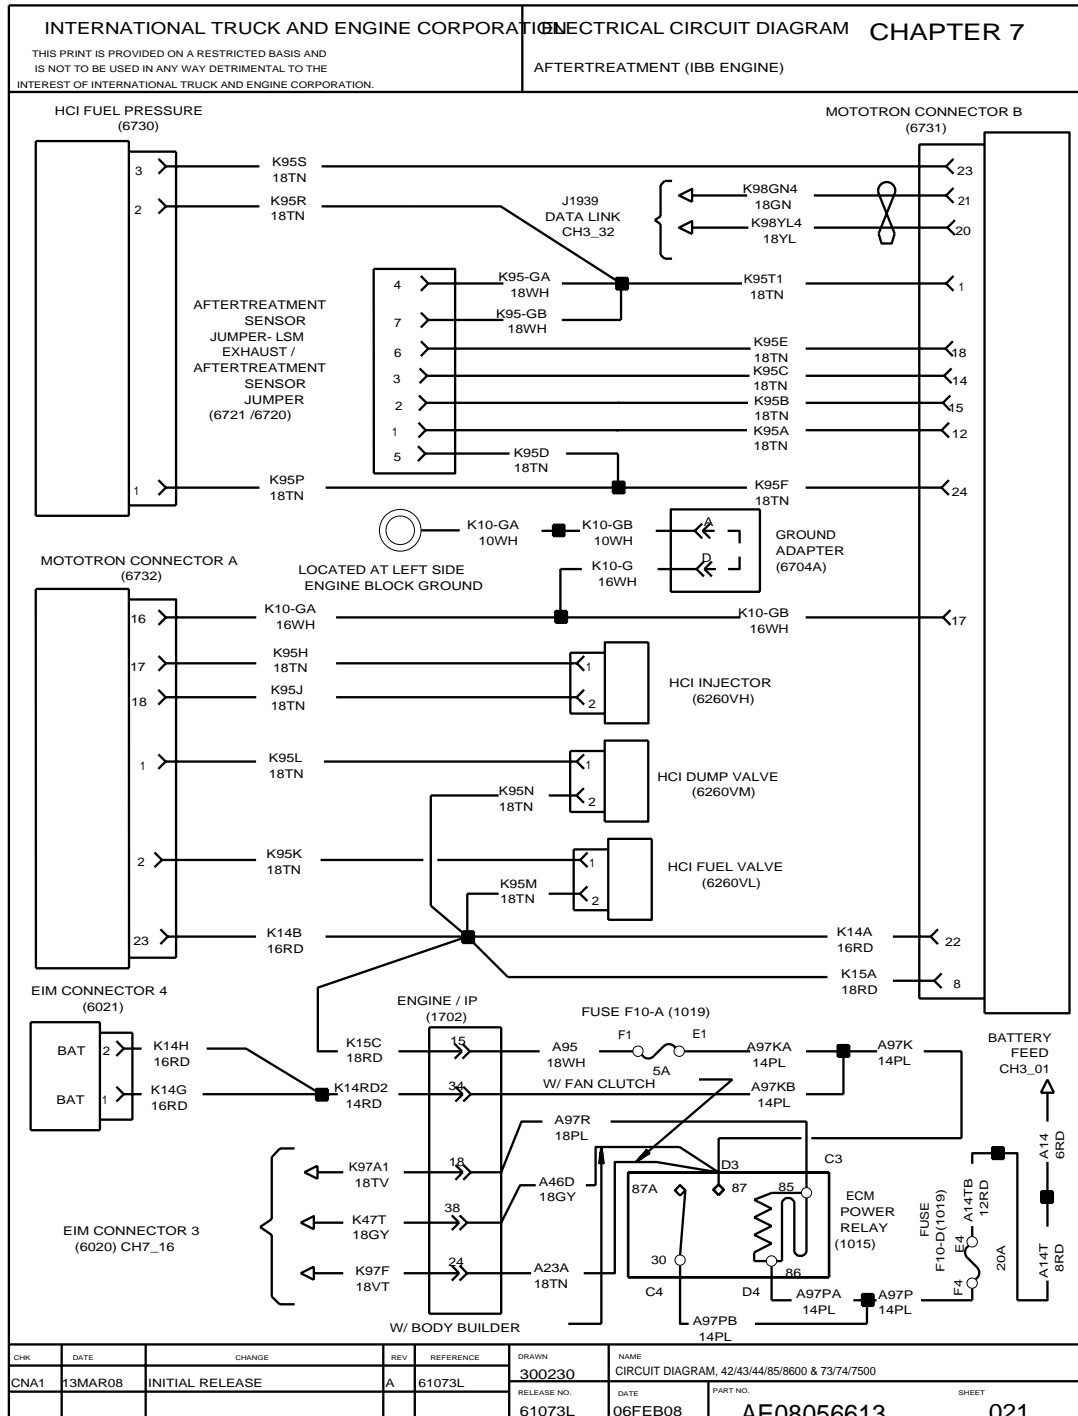 INTERNATIONAL TRUCK AND ENGINE CORPORATION
ELECTRICAL CIRCUIT DIAGRAM
CHAPTER 7
THIS PRINT IS PROVIDED ON A RESTRICTED BASIS AND
IS NOT TO BE USED IN ANY WAY DETRIMENTAL TO THE
INTEREST OF INTERNATIONAL TRUCK AND ENGINE CORPORATION.
AFTERTREATMENT (IBB ENGINE)
HCI FUEL PRESSURE
(6730)
MOTOTRON CONNECTOR B
(6731)
3
K95S
18TN
23
2
K95R
18TN
J1939
DATA LINK
CH3_32
K98GN4
18GN
21
K98YL4
18YL
20
AFTERTREATMENT
SENSOR
JUMPER- LSM
EXHAUST /
AFTERTREATMENT
SENSOR
JUMPER
(6721 /6720)
4
K95-GA
18WH
K95T1
18TN
1
7
K95-GB
18WH
6
K95E
18TN
18
3
K95C
18TN
14
2
K95B
18TN
15
1
K95A
18TN
12
5
K95D
18TN
1
K95P
18TN
K95F
18TN
24
K10-GA
10WH
K10-GB
10WH
A
GROUND
ADAPTER
(6704A)
LOCATED AT LEFT SIDE
ENGINE BLOCK GROUND
K10-G
16WH
D
MOTOTRON CONNECTOR A
(6732)
16
K10-GA
16WH
K10-GB
16WH
17
17
K95H
18TN
1
18
K95J
18TN
2
HCI INJECTOR
(6260VH)
1
K95L
18TN
1
K95N
18TN
2
HCI DUMP VALVE
(6260VM)
2
K95K
18TN
1
K95M
18TN
2
HCI FUEL VALVE
(6260VL)
23
K14B
16RD
K14A
16RD
22
K15A
18RD
8
EIM CONNECTOR 4
(6021)
ENGINE / IP
(1702)
FUSE F10-A (1019)
BAT
2
K14H
16RD
K15C
18RD
15
A95
18WH
F1
E1
5A
A97KA
14PL
A97K
14PL
BATTERY
FEED
CH3_01
BAT
1
K14G
16RD
K14RD2
14RD
34
W/ FAN CLUTCH
A97KB
14PL
A97R
18PL
K97A1
18TV
18
A46D
18GY
D3
C3
87A
87
85
ECM
POWER
RELAY
(1015)
EIM CONNECTOR 3
(6020) CH7_16
K47T
18GY
38
K97F
18VT
24
A23A
18TN
30
86
C4
D4
A97PA
14PL
A97P
14PL
A97PB
14PL
FUSE
F10-D(1019)
F4
E4
20A
A14TB
12RD
A14
6RD
A14T
8RD
W/ BODY BUILDER
CHK
DATE
CHANGE
REV
REFERENCE
DRAWN
300230
NAME
CIRCUIT DIAGRAM, 42/43/44/85/8600 & 73/74/7500
CNA1
13MAR08
INITIAL RELEASE
A
61073L
RELEASE NO.
61073L
DATE
06FEB08
PART NO.
AE08056613
SHEET
021